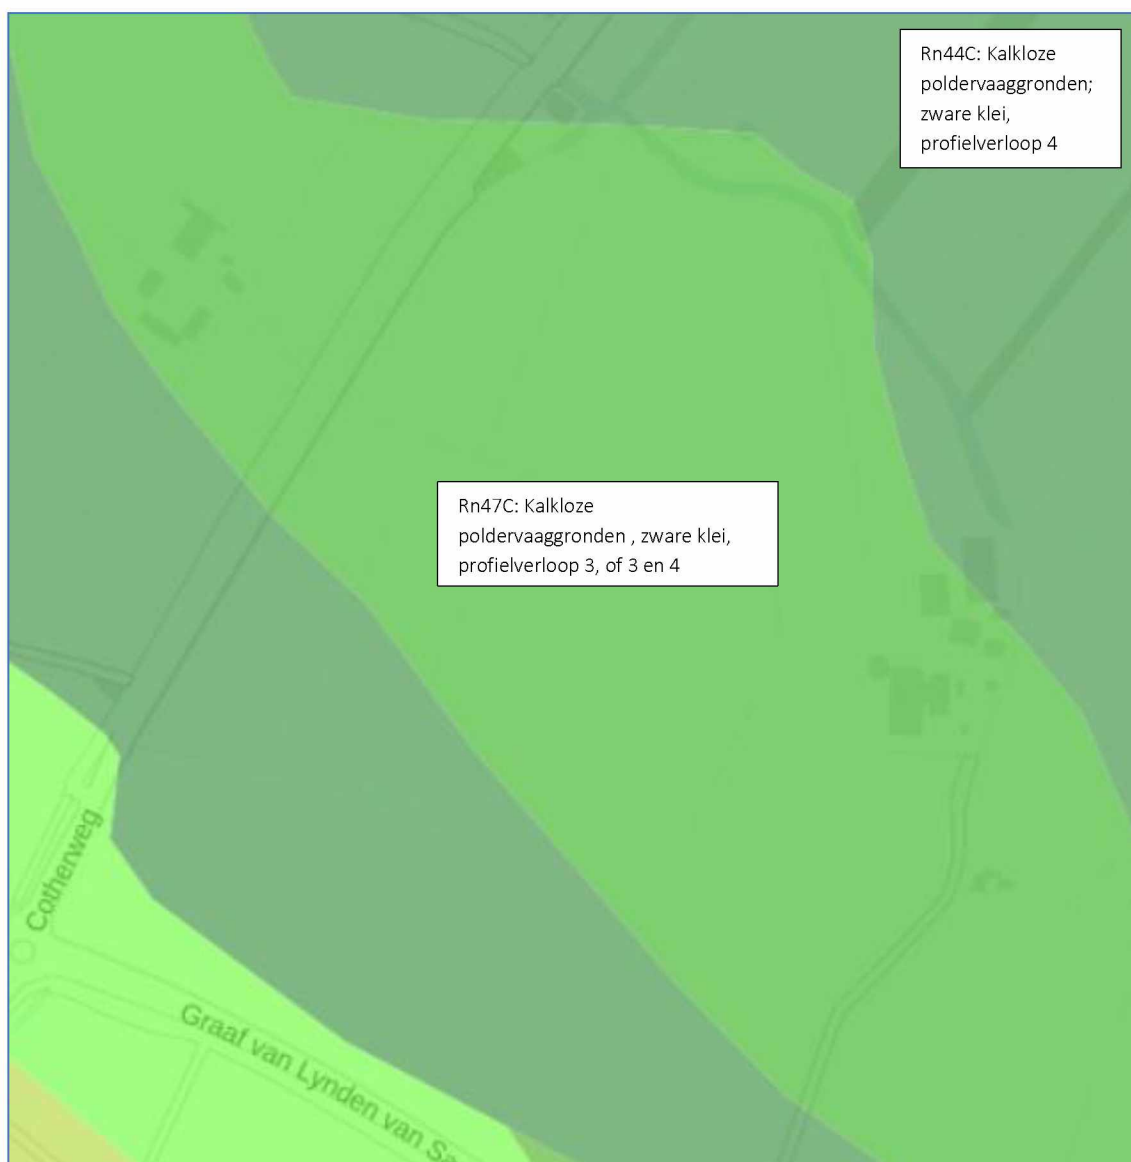 Rn44C: Kalkloze
poldervaaggronden;
zware klei,
profielverloop 4
Rn47C: Kalkloze
poldervaaggronden , zware klei,
profielverloop 3, of 3 en 4
Cotherweg
Graaf van Lynden van Sa